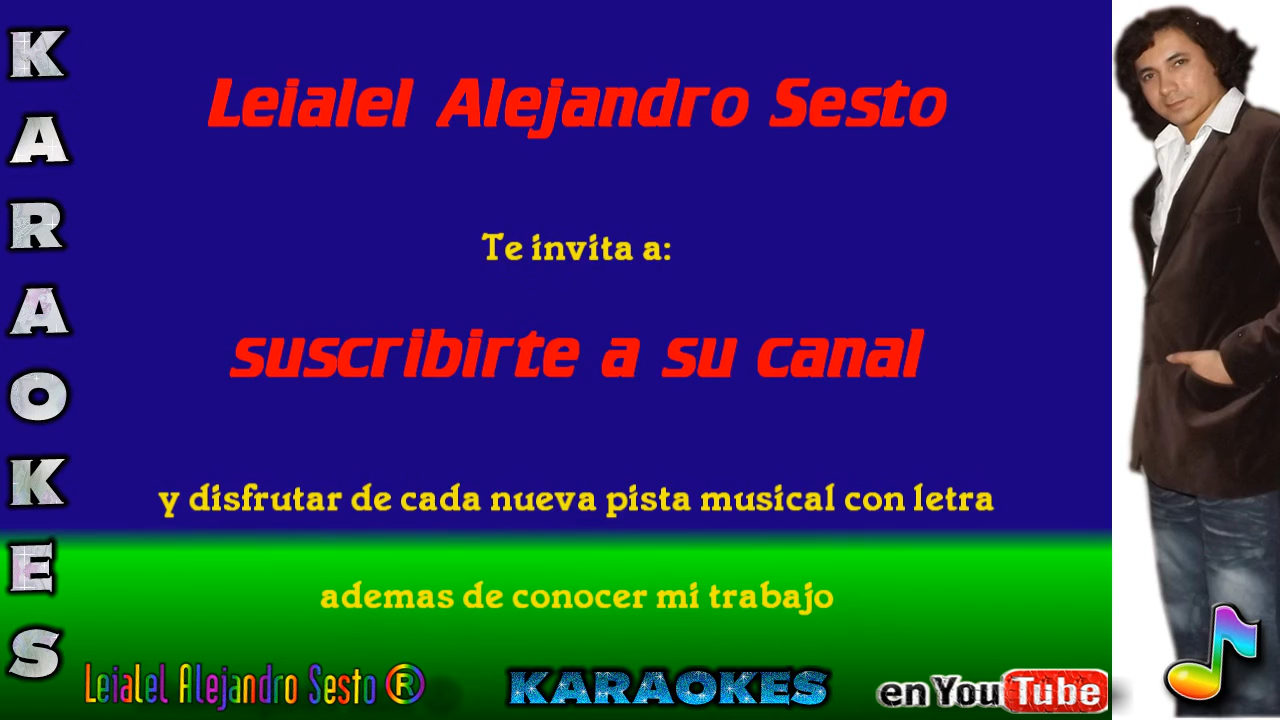 KARAOKES
Leialel Alejandro Sesto
Te invita a:
suscribirte a su canal
y disfrutar de cada nueva pista musical con letra
ademas de conocer mi trabajo
Leialel Alejandro Sesto ®
KARAOKES
en YouTube